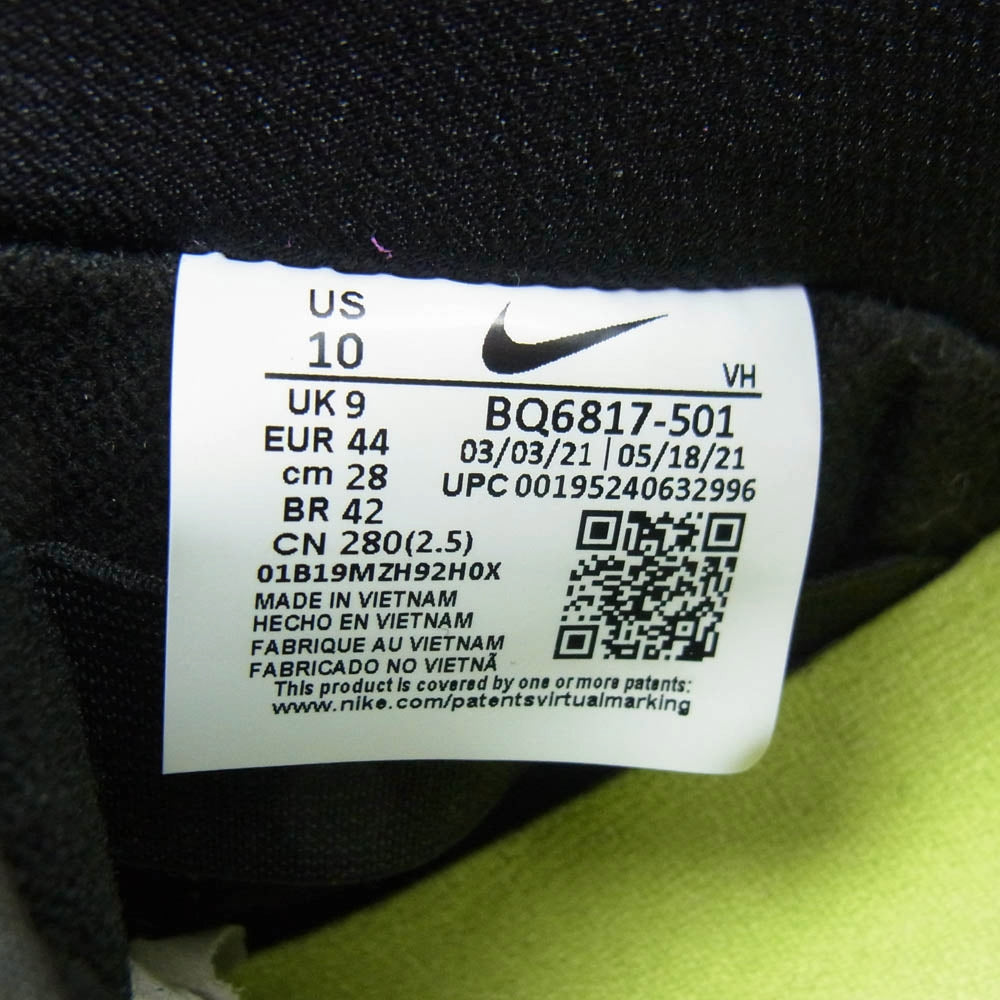 US
10
VH
UK 9
EUR 44
cm 28
BR 42
CN 280(2.5)
BQ6817-501
03/03/21 | 05/18/21
UPC 00195240632996
01B19MZH92H0X
MADE IN VIETNAM
HECHO EN VIETNAM
FABRIQUE AU VIETNAM
FABRICADO NO VIETNÃ
This product is covered by one or more patents:
www.nike.com/patentsvirtualmarking